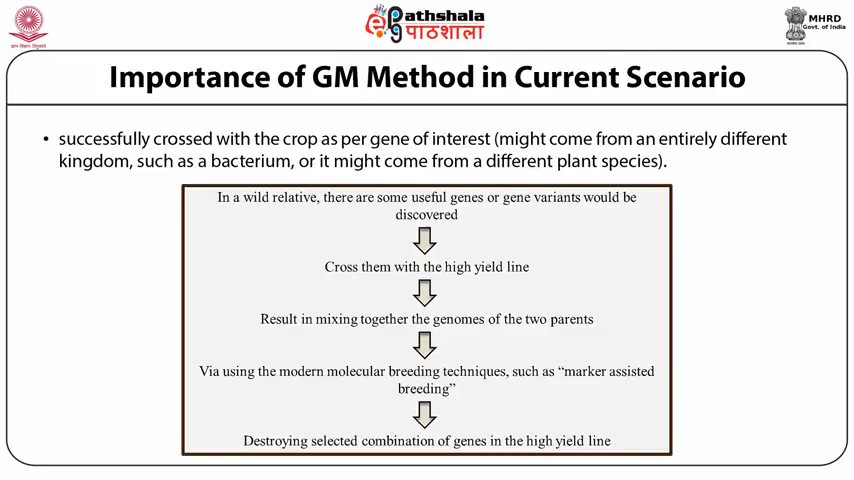 ePathshala
पाठशाला
MHRD
Govt. of India
Importance of GM Method in Current Scenario
• successfully crossed with the crop as per gene of interest (might come from an entirely different
kingdom, such as a bacterium, or it might come from a different plant species).
In a wild relative, there are some useful genes or gene variants would be
discovered
Cross them with the high yield line
Result in mixing together the genomes of the two parents
Via using the modern molecular breeding techniques, such as “marker assisted
breeding”
Destroying selected combination of genes in the high yield line